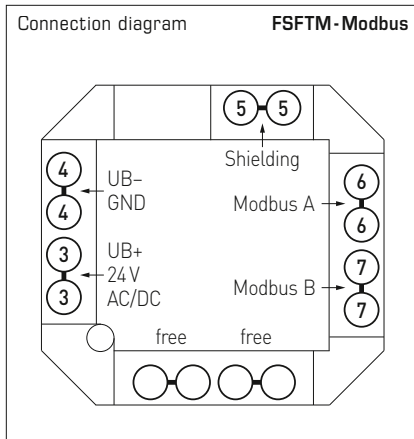 Connection diagram FSFTM-Modbus
5 5
Shielding
4
UB–
GND
4
6
Modbus A
6
3
UB+
24 V
AC/DC
3
7
Modbus B
7
free free